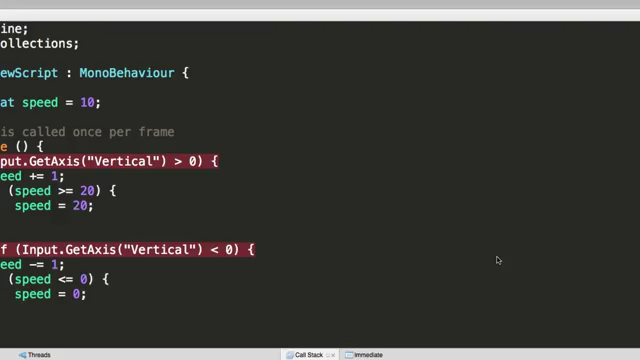 ine;
ollections;
ewScript : MonoBehaviour {
at speed = 10;
is called once per frame
e () {
put.GetAxis("Vertical") > 0) {
eed += 1;
(speed >= 20) {
speed = 20;
f (Input.GetAxis("Vertical") < 0) {
eed -= 1;
(speed <= 0) {
speed = 0;
Threads Call Stack Immediate